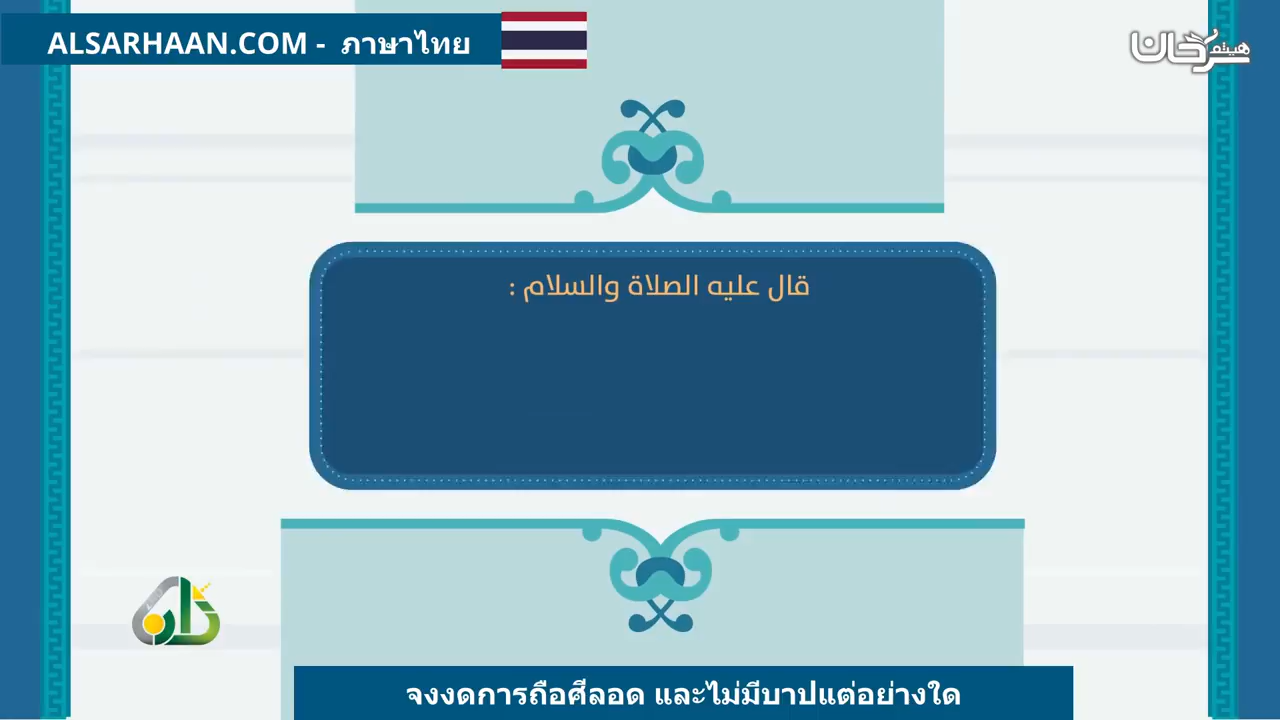 ALSARHAAN.COM - ภาษาไทย
هيثم سرحان
قال عليه الصلاة والسلام :
จงงดการถือศีลอด และไม่มีบาปแต่อย่างใด